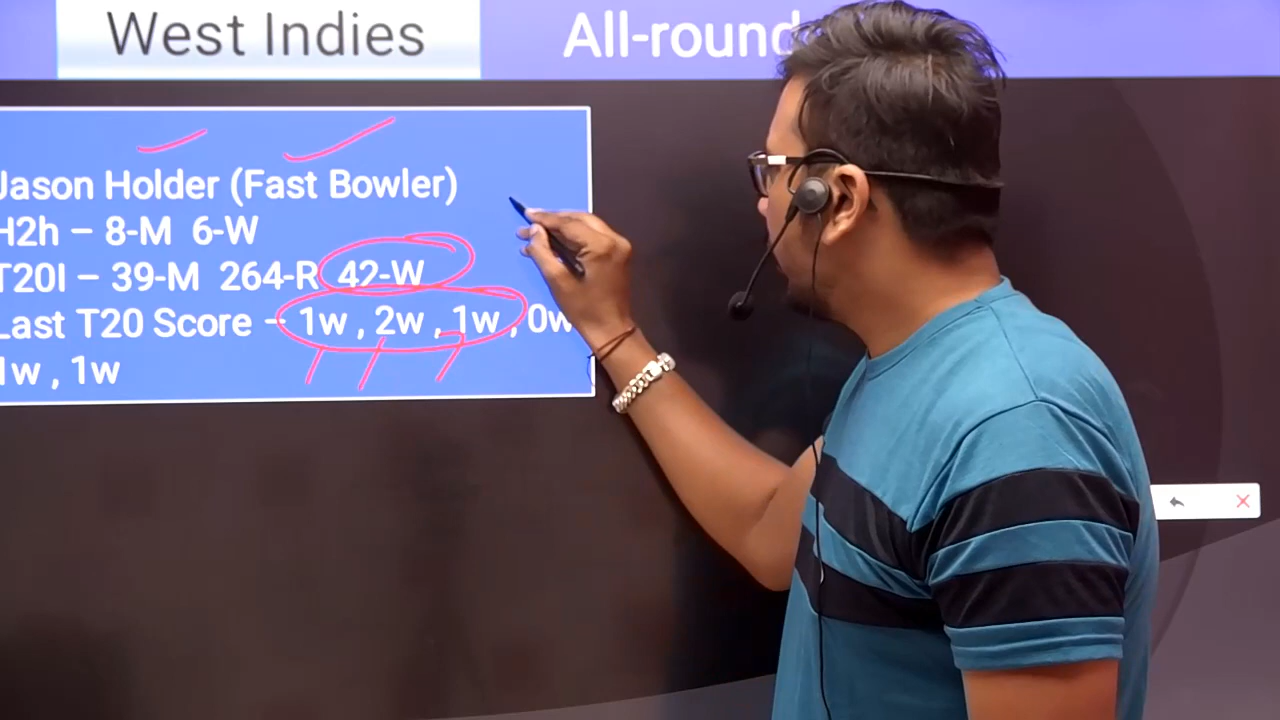 West Indies
All-round
Jason Holder (Fast Bowler)
H2h – 8-M 6-W
T20I – 39-M 264-R 42-W
Last T20 Score – 1w , 2w , 1w , 0w
1w , 1w